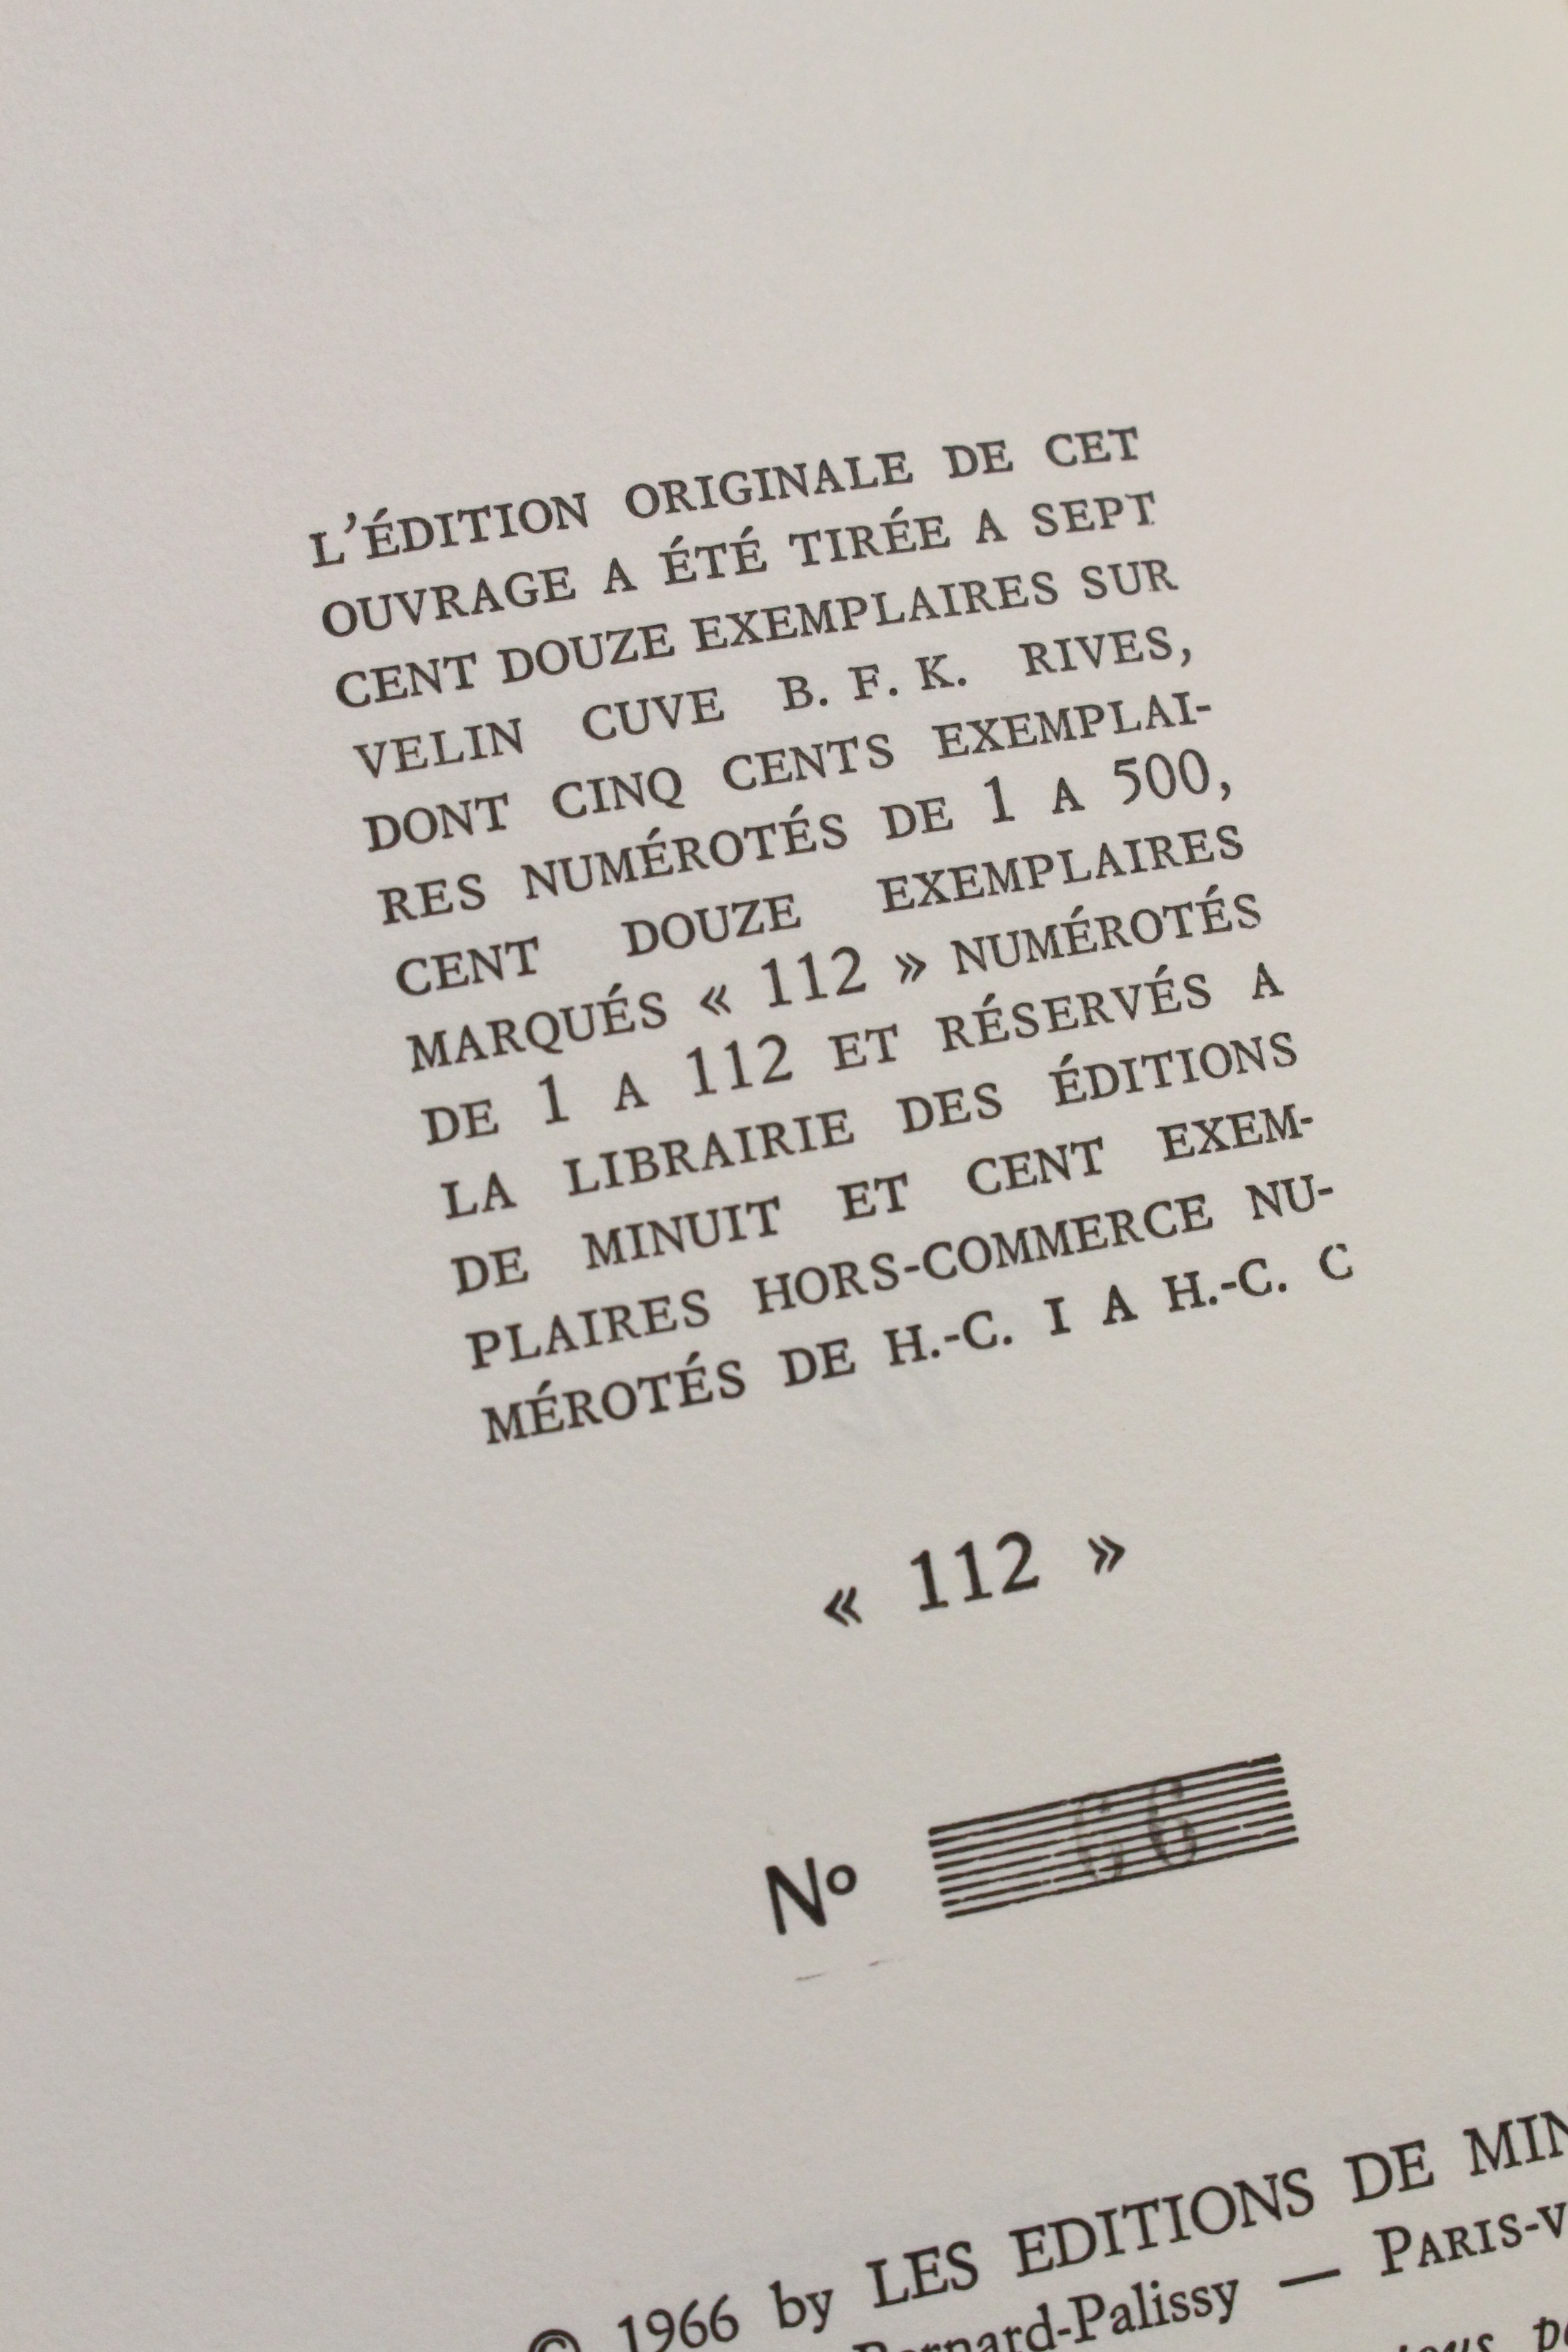 L'ÉDITION ORIGINALE DE CET
OUVRAGE A ÉTÉ TIRÉE A SEPT
CENT DOUZE EXEMPLAIRES SUR
VELIN CUVE B. F. K. RIVES,
DONT CINQ CENTS EXEMPLAI-
RES NUMÉROTÉS DE 1 A 500,
CENT DOUZE EXEMPLAIRES
MARQUÉS « 112 » NUMÉROTÉS
DE 1 A 112 ET RÉSERVÉS A
LA LIBRAIRIE DES ÉDITIONS
DE MINUIT ET CENT EXEM-
PLAIRES HORS-COMMERCE NU-
MÉROTÉS DE H.-C. I A H.-C. C
« 112 »
Nº
© 1966 by LES EDITIONS DE
Bernard-Palissy —